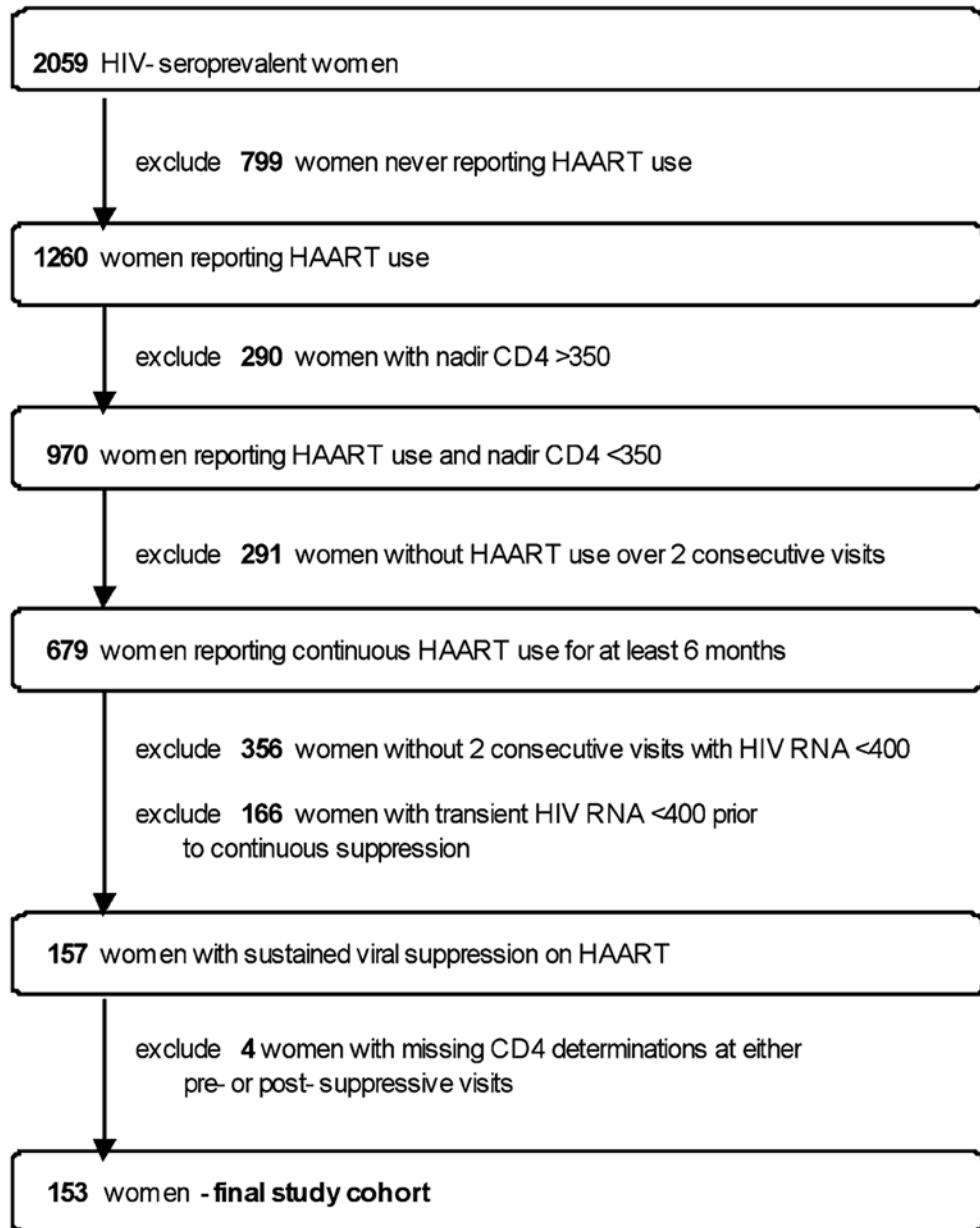 2059 HIV- seroprevalent women
exclude 799 women never reporting HAART use
1260 women reporting HAART use
exclude 290 women with nadir CD4 >350
970 women reporting HAART use and nadir CD4 <350
exclude 291 women without HAART use over 2 consecutive visits
679 women reporting continuous HAART use for at least 6 months
exclude 356 women without 2 consecutive visits with HIV RNA <400
exclude 166 women with transient HIV RNA <400 prior
to continuous suppression
157 women with sustained viral suppression on HAART
exclude 4 women with missing CD4 determinations at either
pre- or post- suppressive visits
153 women - final study cohort